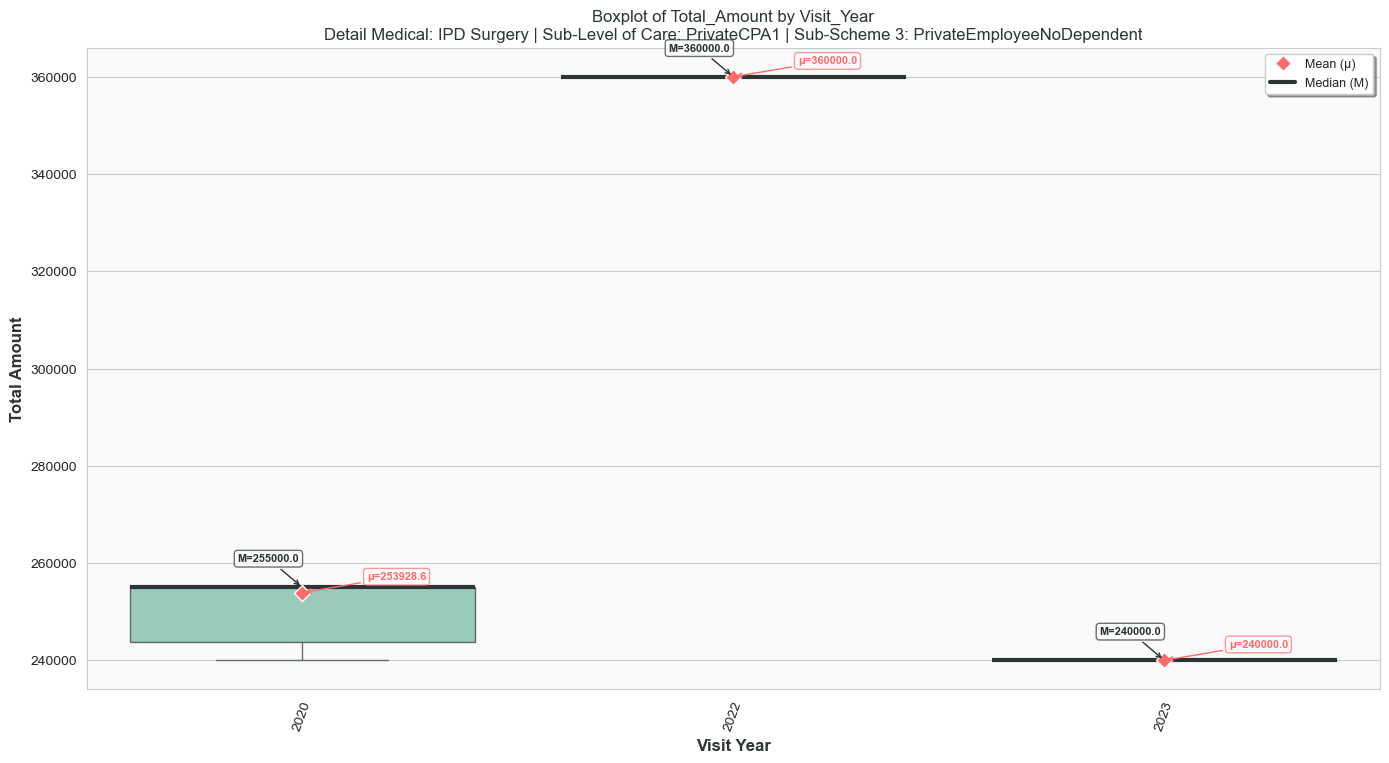 Boxplot of Total_Amount by Visit_Year
Detail Medical: IPD Surgery | Sub-Level of Care: PrivateCPA1 | Sub-Scheme 3: PrivateEmployeeNoDependent
M=360000.0
μ=360000.0
Mean (μ)
Median (M)
360000
340000
320000
300000
280000
260000
240000
Total Amount
M=255000.0
μ=253928.6
M=240000.0
μ=240000.0
2020
2022
2023
Visit Year